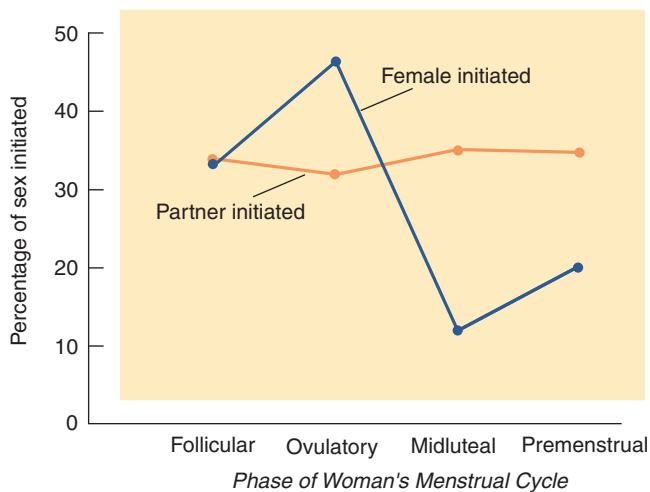 50
40
30
20
10
0
Percentage of sex initiated
Female initiated
Partner initiated
Follicular
Ovulatory
Midluteal
Premenstrual
Phase of Woman's Menstrual Cycle